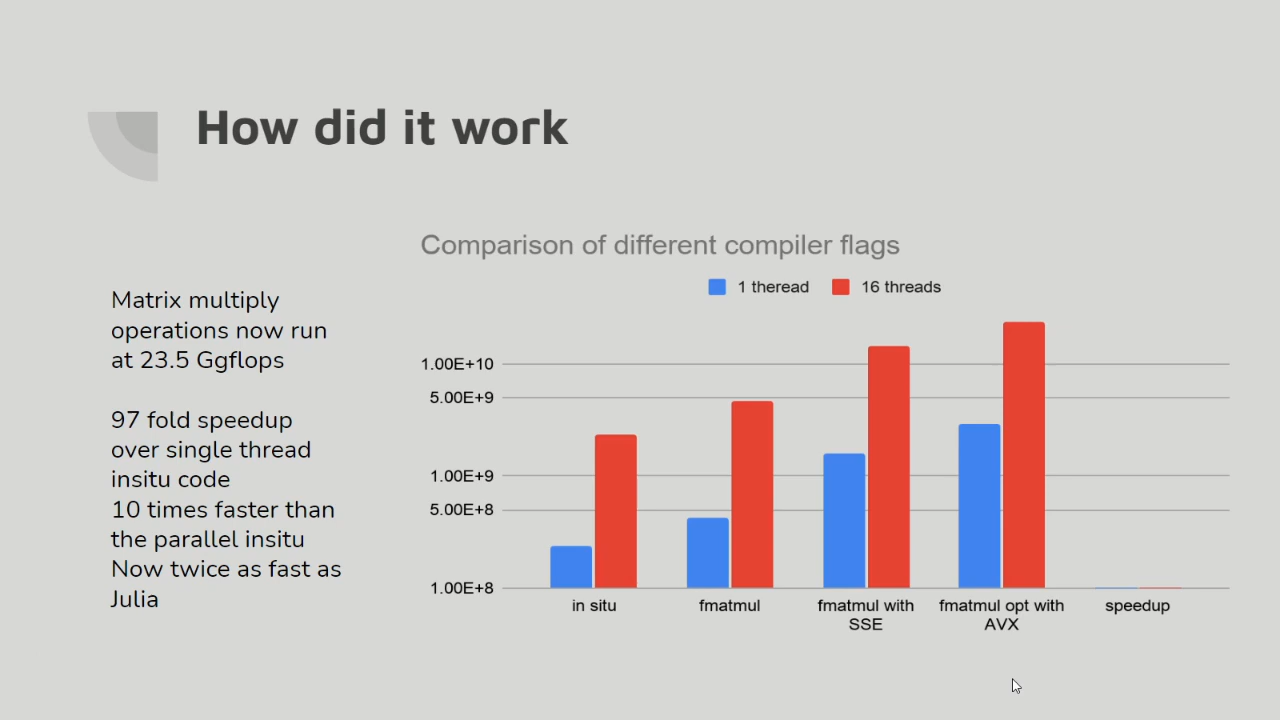 How did it work
Matrix multiply
operations now run
at 23.5 Ggflops
97 fold speedup
over single thread
insitu code
10 times faster than
the parallel insitu
Now twice as fast as
Julia
Comparison of different compiler flags
1 theread
16 threads
1.00E+10
5.00E+9
1.00E+9
5.00E+8
1.00E+8
in situ
fmatmul
fmatmul with
SSE
fmatmul opt with
AVX
speedup